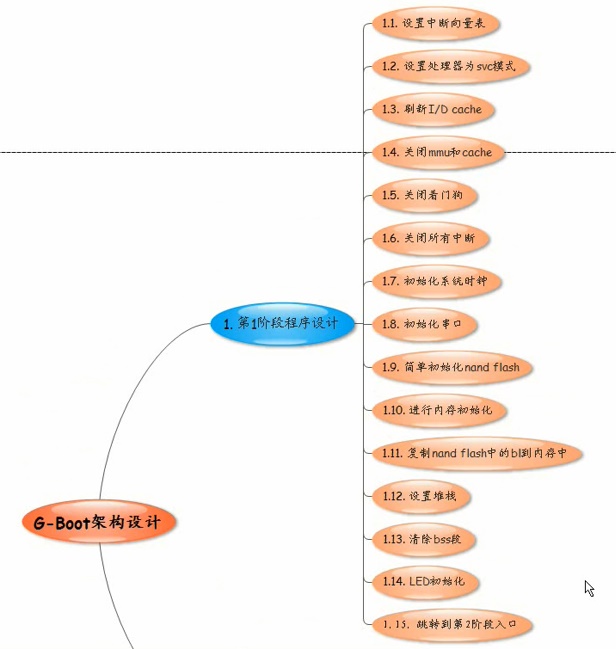 1.1. 设置中断向量表
1.2. 设置处理器为svc模式
1.3. 刷新I/D cache
1.4. 关闭mmu和cache
1.5. 关闭看门狗
1.6. 关闭所有中断
1.7. 初始化系统时钟
1. 第1阶段程序设计
1.8. 初始化串口
1.9. 简单初始化nand flash
1.10. 进行内存初始化
1.11. 复制nand flash中的bl到内存中
1.12. 设置堆栈
G-Boot架构设计
1.13. 清除bss段
1.14. LED初始化
1.15. 跳转到第2阶段入口